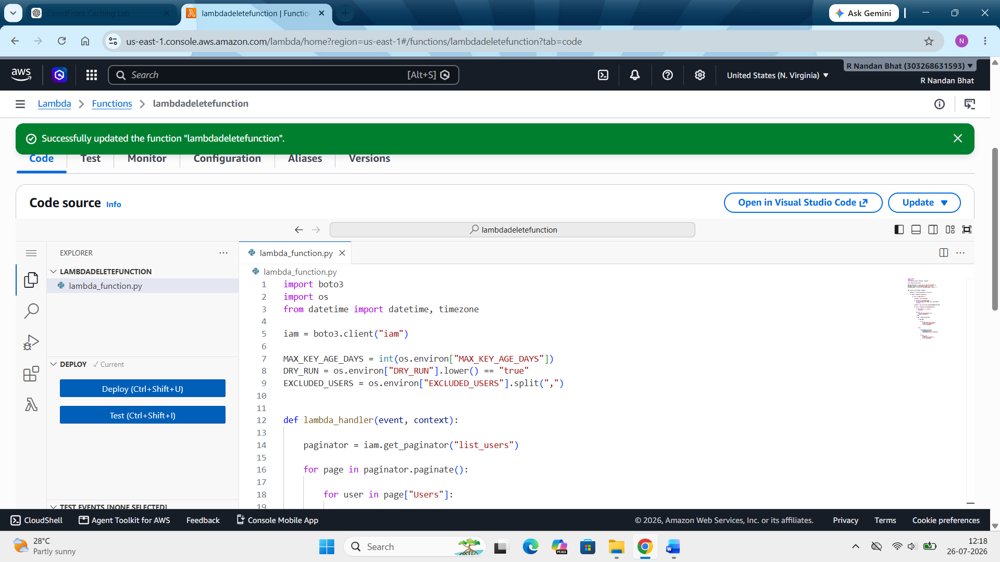 CloudFront Caching Lab
lambdadeletefunction | Functio
Ask Gemini
us-east-1.console.aws.amazon.com/lambda/home?region=us-east-1#/functions/lambdadeletefunction?tab=code
N
aws
Search
[Alt+S]
United States (N. Virginia) ▼
R Nandan Bhat (303268631593) ▼
R Nandan Bhat
Lambda > Functions > lambdadeletefunction
Successfully updated the function "lambdadeletefunction".
Code
Test
Monitor
Configuration
Aliases
Versions
Code source Info
Open in Visual Studio Code
Update ▼
lambdadeletefunction
EXPLORER
LAMBDADELETEFUNCTION
lambda_function.py
DEPLOY ✓ Current
Deploy (Ctrl+Shift+U)
Test (Ctrl+Shift+I)
TEST EVENTS [NONE SELECTED]
lambda_function.py
lambda_function.py
1 import boto3
2 import os
3 from datetime import datetime, timezone
4
5 iam = boto3.client("iam")
6
7 MAX_KEY_AGE_DAYS = int(os.environ["MAX_KEY_AGE_DAYS"])
8 DRY_RUN = os.environ["DRY_RUN"].lower() == "true"
9 EXCLUDED_USERS = os.environ["EXCLUDED_USERS"].split(",")
10
11
12 def lambda_handler(event, context):
13
14 paginator = iam.get_paginator("list_users")
15
16 for page in paginator.paginate():
17
18 for user in page["Users"]:
19
CloudShell
Agent Toolkit for AWS
Feedback
Console Mobile App
© 2026, Amazon Web Services, Inc. or its affiliates.
Privacy
Terms
Cookie preferences
28°C
Partly sunny
Search
M365
W
12:18
26-07-2026